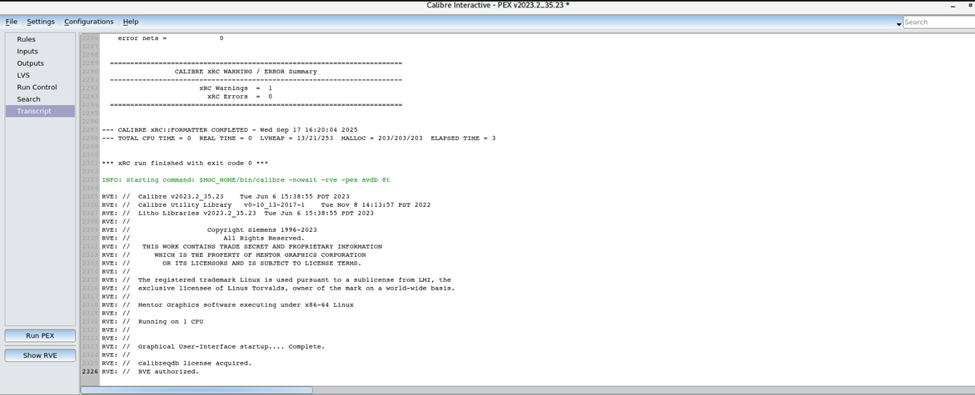 Calibre Interactive - PEX v2023.2_35.23 *
File Settings Configurations Help
Search
Rules
Inputs
Outputs
LVS
Run Control
Search
Transcript
Run PEX
Show RVE
error nets = 0
================================================================
CALIBRE xRC WARNING / ERROR Summary
----------------------------------------------------------------
xRC Warnings = 1
xRC Errors = 0
================================================================
--- CALIBRE xRC::FORMATTER COMPLETED - Wed Sep 17 16:20:04 2025
--- TOTAL CPU TIME = 0 REAL TIME = 0 LVHEAP = 13/21/253 MALLOC = 203/203/203 ELAPSED TIME = 3
*** xRC run finished with exit code 0 ***
INFO: Starting command: $MGC_HOME/bin/calibre -nowait -rve -pex svdb 6t
RVE: // Calibre v2023.2_35.23 Tue Jun 6 15:38:55 PDT 2023
RVE: // Calibre Utility Library v0-10_13-2017-1 Tue Nov 8 14:13:57 PST 2022
RVE: // Litho Libraries v2023.2_35.23 Tue Jun 6 15:38:55 PDT 2023
RVE: //
RVE: // Copyright Siemens 1996-2023
RVE: // All Rights Reserved.
RVE: // THIS WORK CONTAINS TRADE SECRET AND PROPRIETARY INFORMATION
RVE: // WHICH IS THE PROPERTY OF MENTOR GRAPHICS CORPORATION
RVE: // OR ITS LICENSORS AND IS SUBJECT TO LICENSE TERMS.
RVE: //
RVE: // The registered trademark Linux is used pursuant to a sublicense from LMI, the
RVE: // exclusive licensee of Linus Torvalds, owner of the mark on a world-wide basis.
RVE: //
RVE: // Mentor Graphics software executing under x86-64 Linux
RVE: //
RVE: // Running on 1 CPU
RVE: //
RVE: //
RVE: // Graphical User-Interface startup.... Complete.
RVE: //
RVE: // calibreqdb license acquired.
2326 RVE: // RVE authorized.